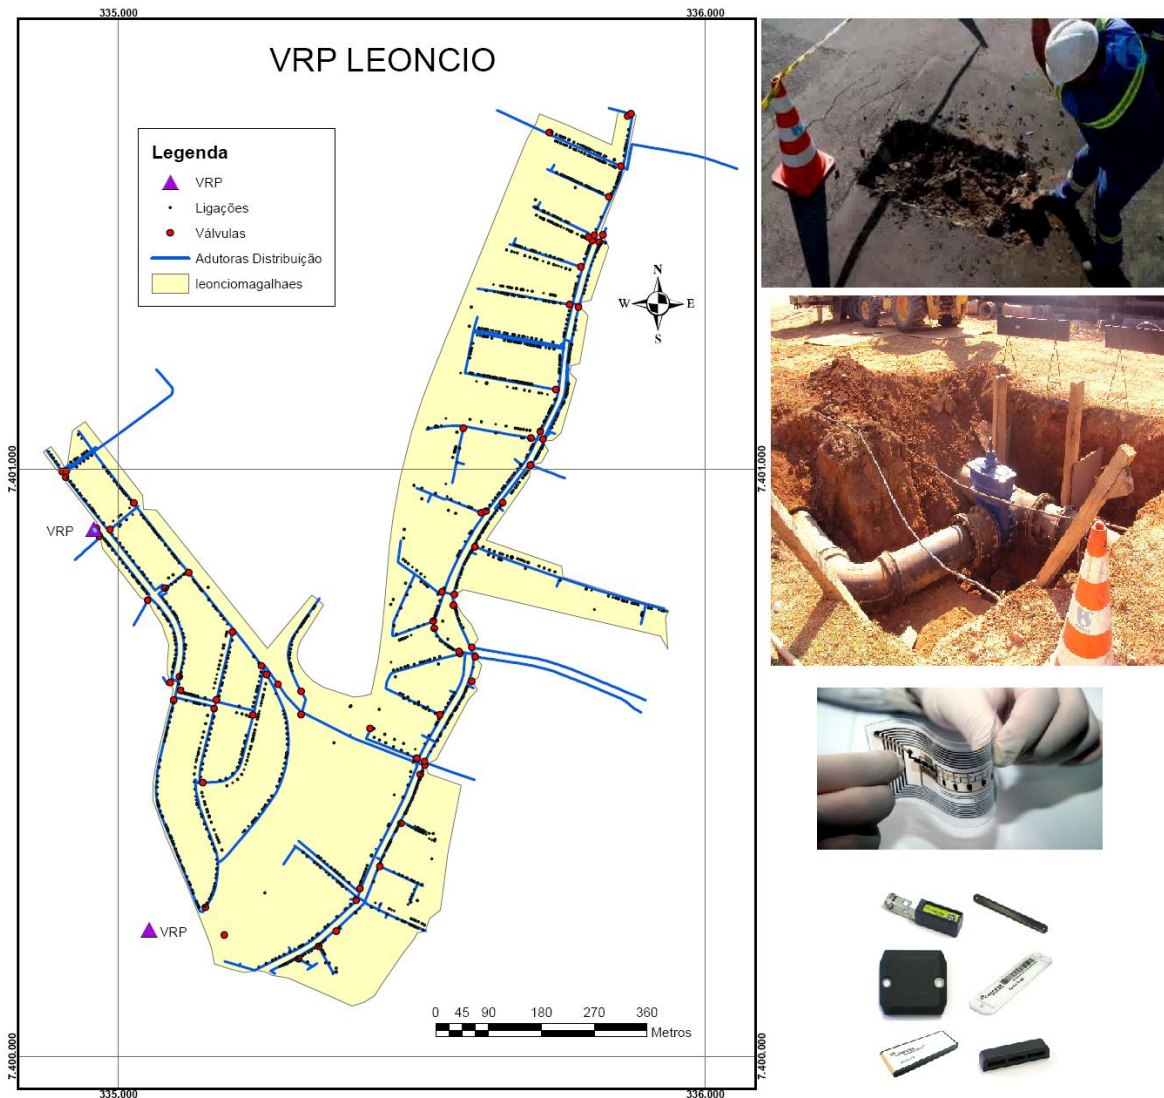 335.000
336.000
VRP LEONCIO
Legenda
VRP
Ligações
Válvulas
Adutoras Distribuição
leonciomagalhaes
N
W
E
S
7.401.000
7.401.000
VRP
VRP
0 45 90 180 270 360
Metros
7.400.000
7.400.000
335.000
336.000